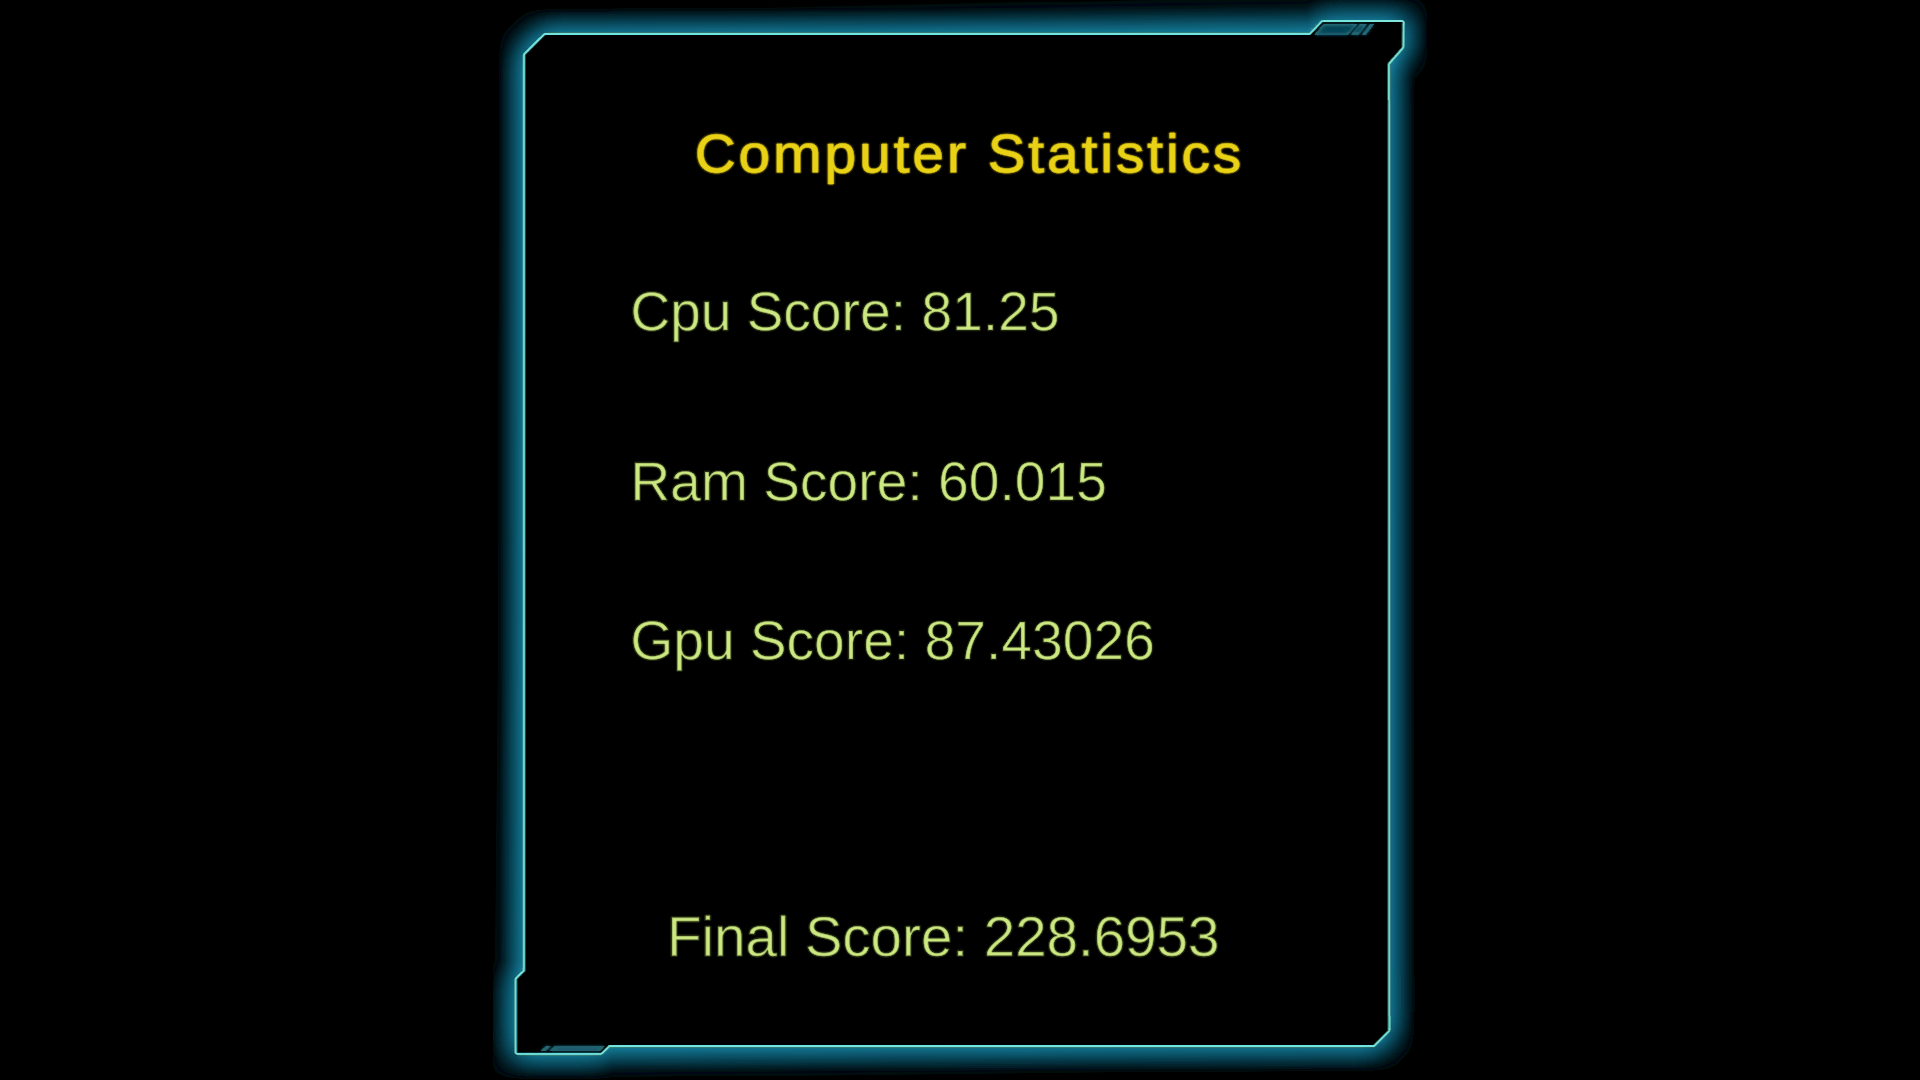 Computer Statistics
Cpu Score: 81.25
Ram Score: 60.015
Gpu Score: 87.43026
Final Score: 228.6953